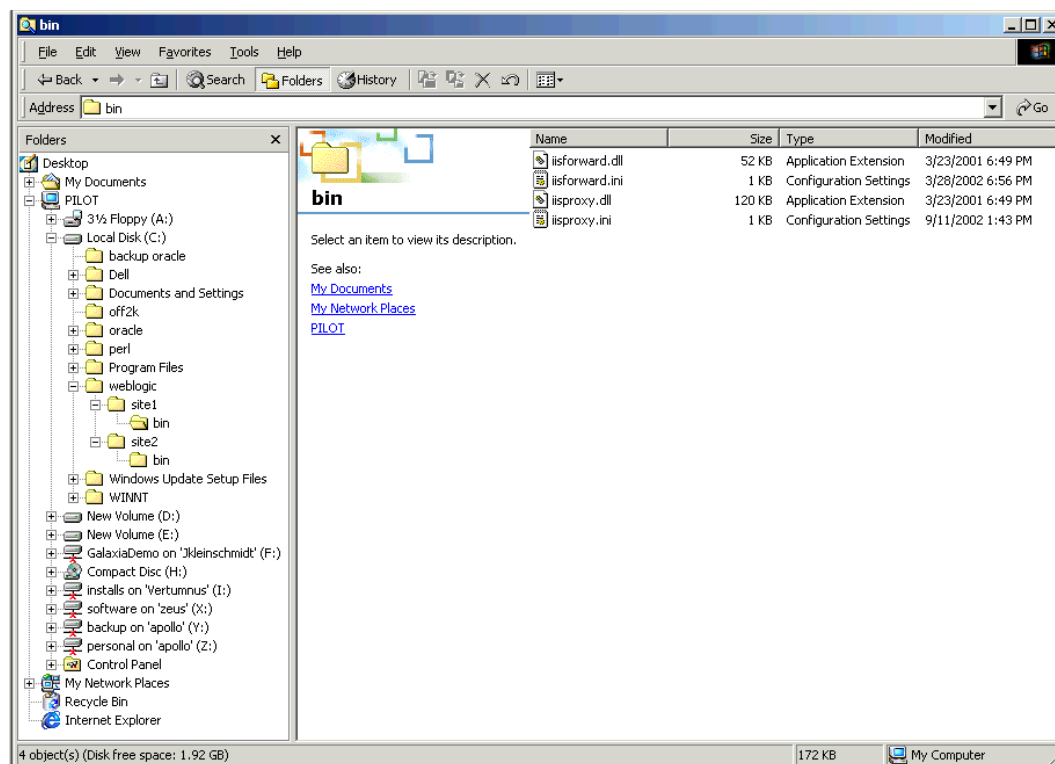 bin
File Edit View Favorites Tools Help
Back Search Folders History
Address bin Go
Folders
Desktop
My Documents
PILOT
3½ Floppy (A:)
Local Disk (C:)
backup oracle
Dell
Documents and Settings
off2k
oracle
perl
Program Files
weblogic
site1
bin
site2
bin
Windows Update Setup Files
WINNT
New Volume (D:)
New Volume (E:)
GalaxiaDemo on 'Jkleinschmidt' (F:)
Compact Disc (H:)
installs on 'Vertumnus' (I:)
software on 'zeus' (X:)
backup on 'apollo' (Y:)
personal on 'apollo' (Z:)
Control Panel
My Network Places
Recycle Bin
Internet Explorer
bin
Select an item to view its description.
See also:
My Documents
My Network Places
PILOT
Name Size Type Modified
iisforward.dll 52 KB Application Extension 3/23/2001 6:49 PM
iisforward.ini 1 KB Configuration Settings 3/28/2002 6:56 PM
iisproxy.dll 120 KB Application Extension 3/23/2001 6:49 PM
iisproxy.ini 1 KB Configuration Settings 9/11/2002 1:43 PM
4 object(s) (Disk free space: 1.92 GB) 172 KB My Computer